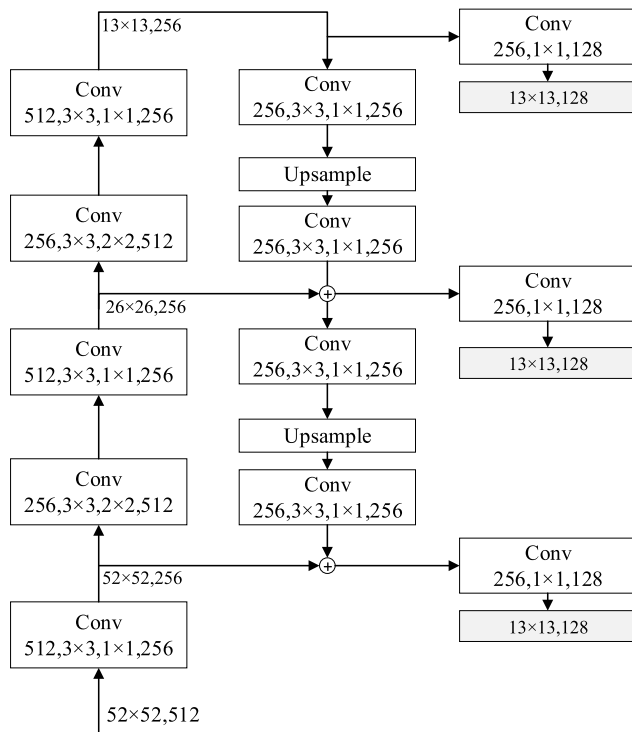 13×13,256
Conv
512,3×3,1×1,256
Conv
256,3×3,2×2,512
26×26,256
Conv
512,3×3,1×1,256
Conv
256,3×3,2×2,512
52×52,256
Conv
512,3×3,1×1,256
52×52,512
Conv
256,3×3,1×1,256
Upsample
Conv
256,3×3,1×1,256
+
Conv
256,3×3,1×1,256
Upsample
Conv
256,3×3,1×1,256
+
Conv
256,1×1,128
13×13,128
Conv
256,1×1,128
13×13,128
Conv
256,1×1,128
13×13,128